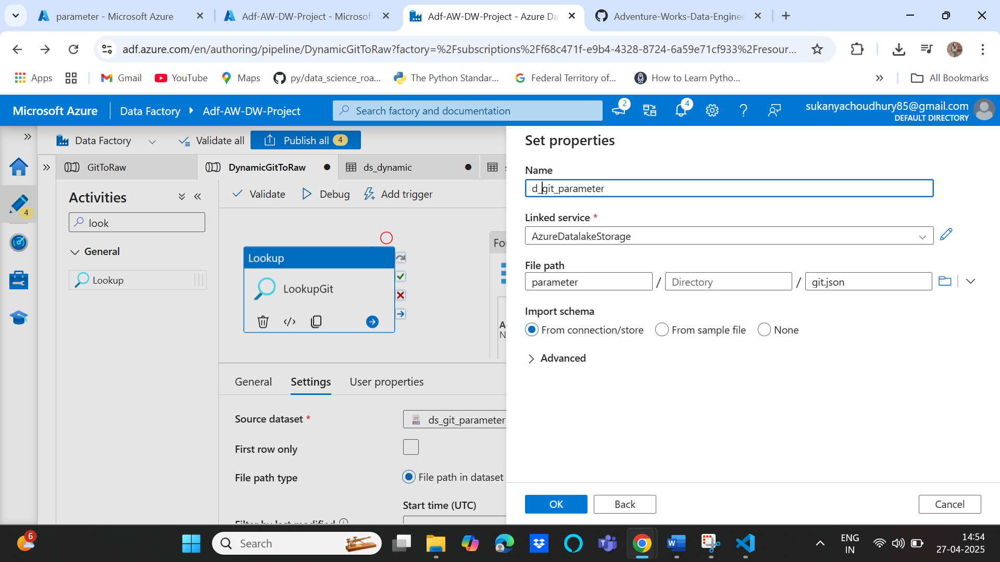 parameter - Microsoft Azure
Adf-AW-DW-Project - Microsoft
Adf-AW-DW-Project - Azure Da
Adventure-Works-Data-Enginee
adf.azure.com/en/authoring/pipeline/DynamicGitToRaw?factory=%2Fsubscriptions%2Ff68c471f-e9b4-4328-8724-6a59e71cf933%2Fresour...
Apps
Gmail
YouTube
Maps
py/data_science_roa...
The Python Standar...
Federal Territory of...
How to Learn Pytho...
All Bookmarks
Microsoft Azure
Data Factory
Adf-AW-DW-Project
Search factory and documentation
2
4
sukanyachoudhury85@gmail.com
DEFAULT DIRECTORY
Data Factory
Validate all
Publish all 4
Set properties
GitToRaw
DynamicGitToRaw
ds_dynamic
Name
d_git_parameter
Activities
Validate
Debug
Add trigger
4
look
Linked service *
AzureDatalakeStorage
General
Lookup
Lookup
LookupGit
Fo
File path
parameter / Directory / git.json
Import schema
From connection/store
From sample file
None
A
N
Advanced
General
Settings
User properties
Source dataset *
ds_git_parameter
First row only
File path type
File path in dataset
Start time (UTC)
Filter by last modified
OK
Back
Cancel
6
Search
ENG
IN
14:54
27-04-2025